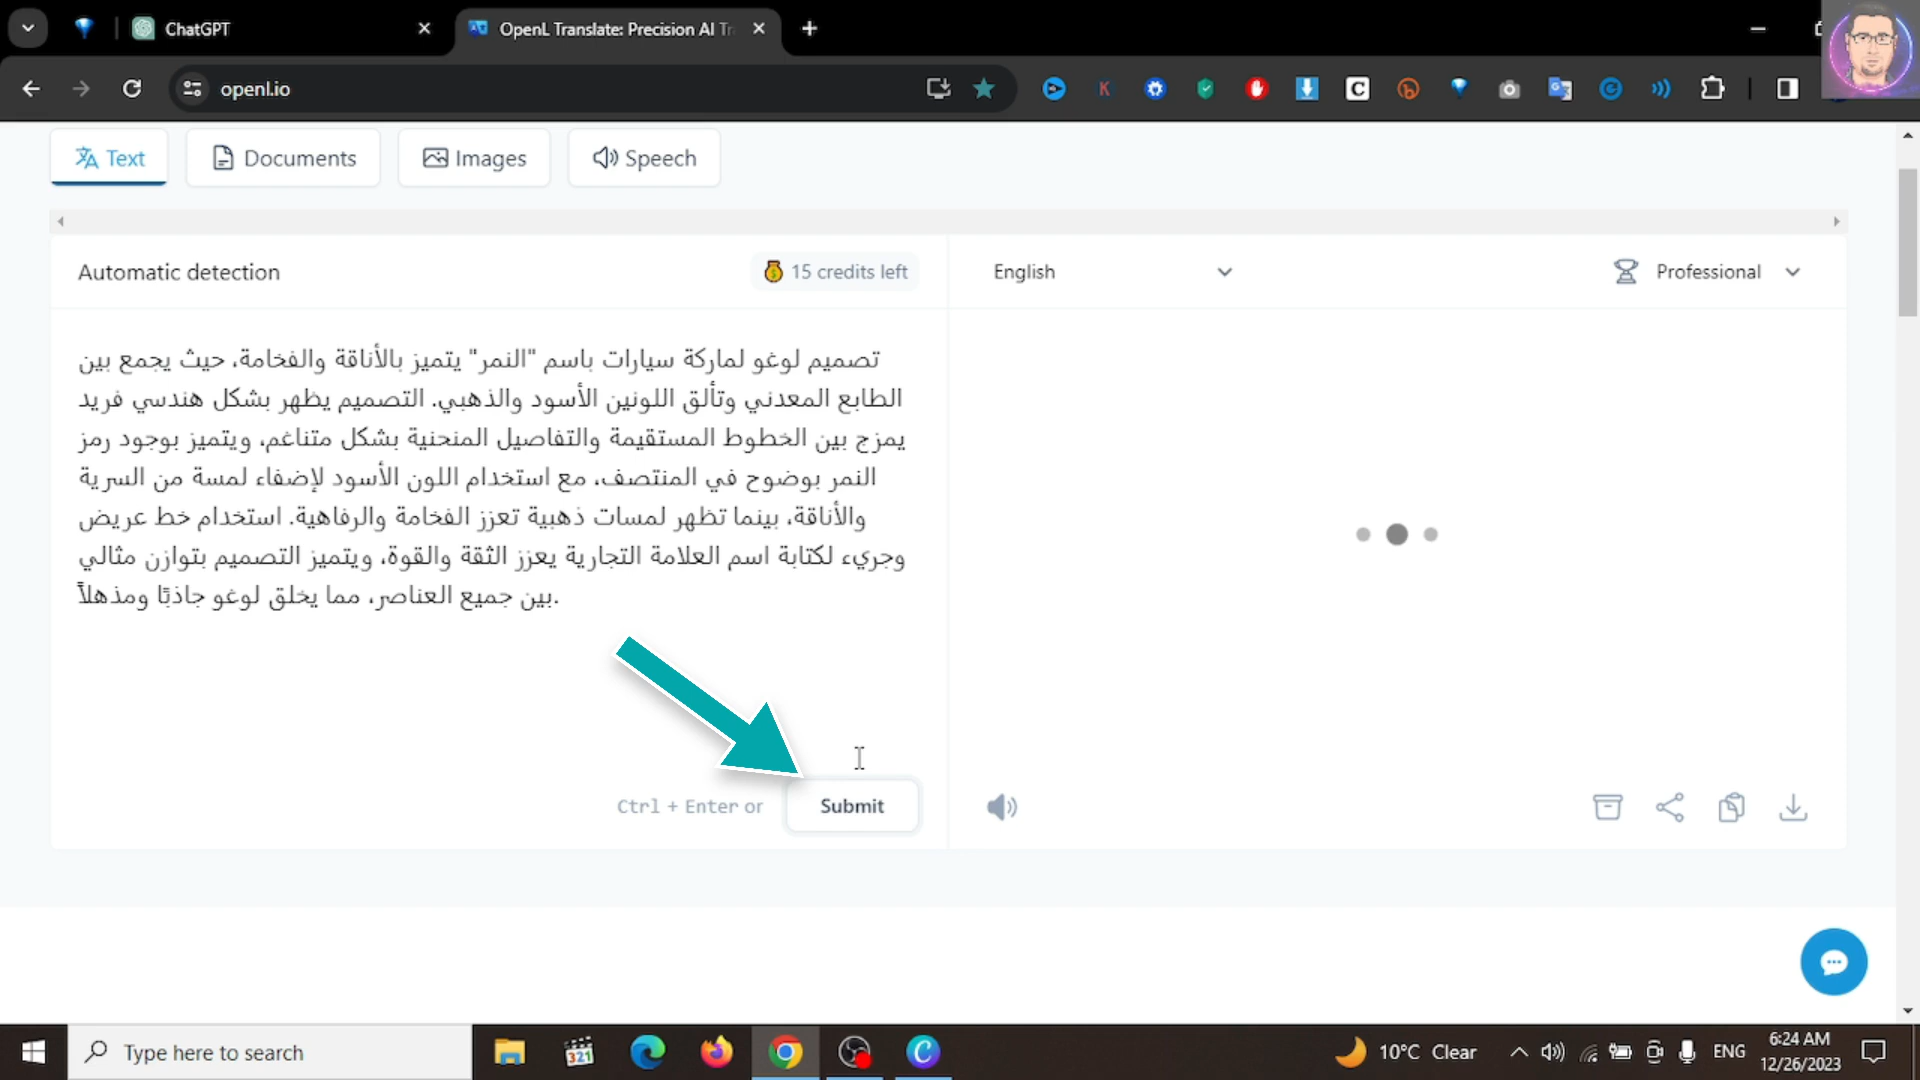 ChatGPT
OpenL Translate: Precision AI Tr
openl.io
Text
Documents
Images
Speech
Automatic detection
15 credits left
English
Professional
تصميم لوغو لماركة سيارات باسم "النمر" يتميز بالأناقة والفخامة، حيث يجمع بين
الطابع المعدني وتألق اللونين الأسود والذهبي. التصميم يظهر بشكل هندسي فريد
يمزج بين الخطوط المستقيمة والتفاصيل المنحنية بشكل متناغم، ويتميز بوجود رمز
النمر بوضوح في المنتصف، مع استخدام اللون الأسود لإضفاء لمسة من السرية
والأناقة، بينما تظهر لمسات ذهبية تعزز الفخامة والرفاهية. استخدام خط عريض
وجريء لكتابة اسم العلامة التجارية يعزز الثقة والقوة، ويتميز التصميم بتوازن مثالي
بين جميع العناصر، مما يخلق لوغو جاذبًا ومذهلاً.
Ctrl + Enter or
Submit
Type here to search
321
10°C Clear
ENG
6:24 AM
12/26/2023